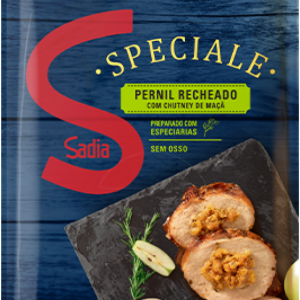 · SPECIALE ·
PERNIL RECHEADO
COM CHUTNEY DE MAÇÃ
PREPARADO COM
ESPECIARIAS
SEM OSSO
S
Sadia